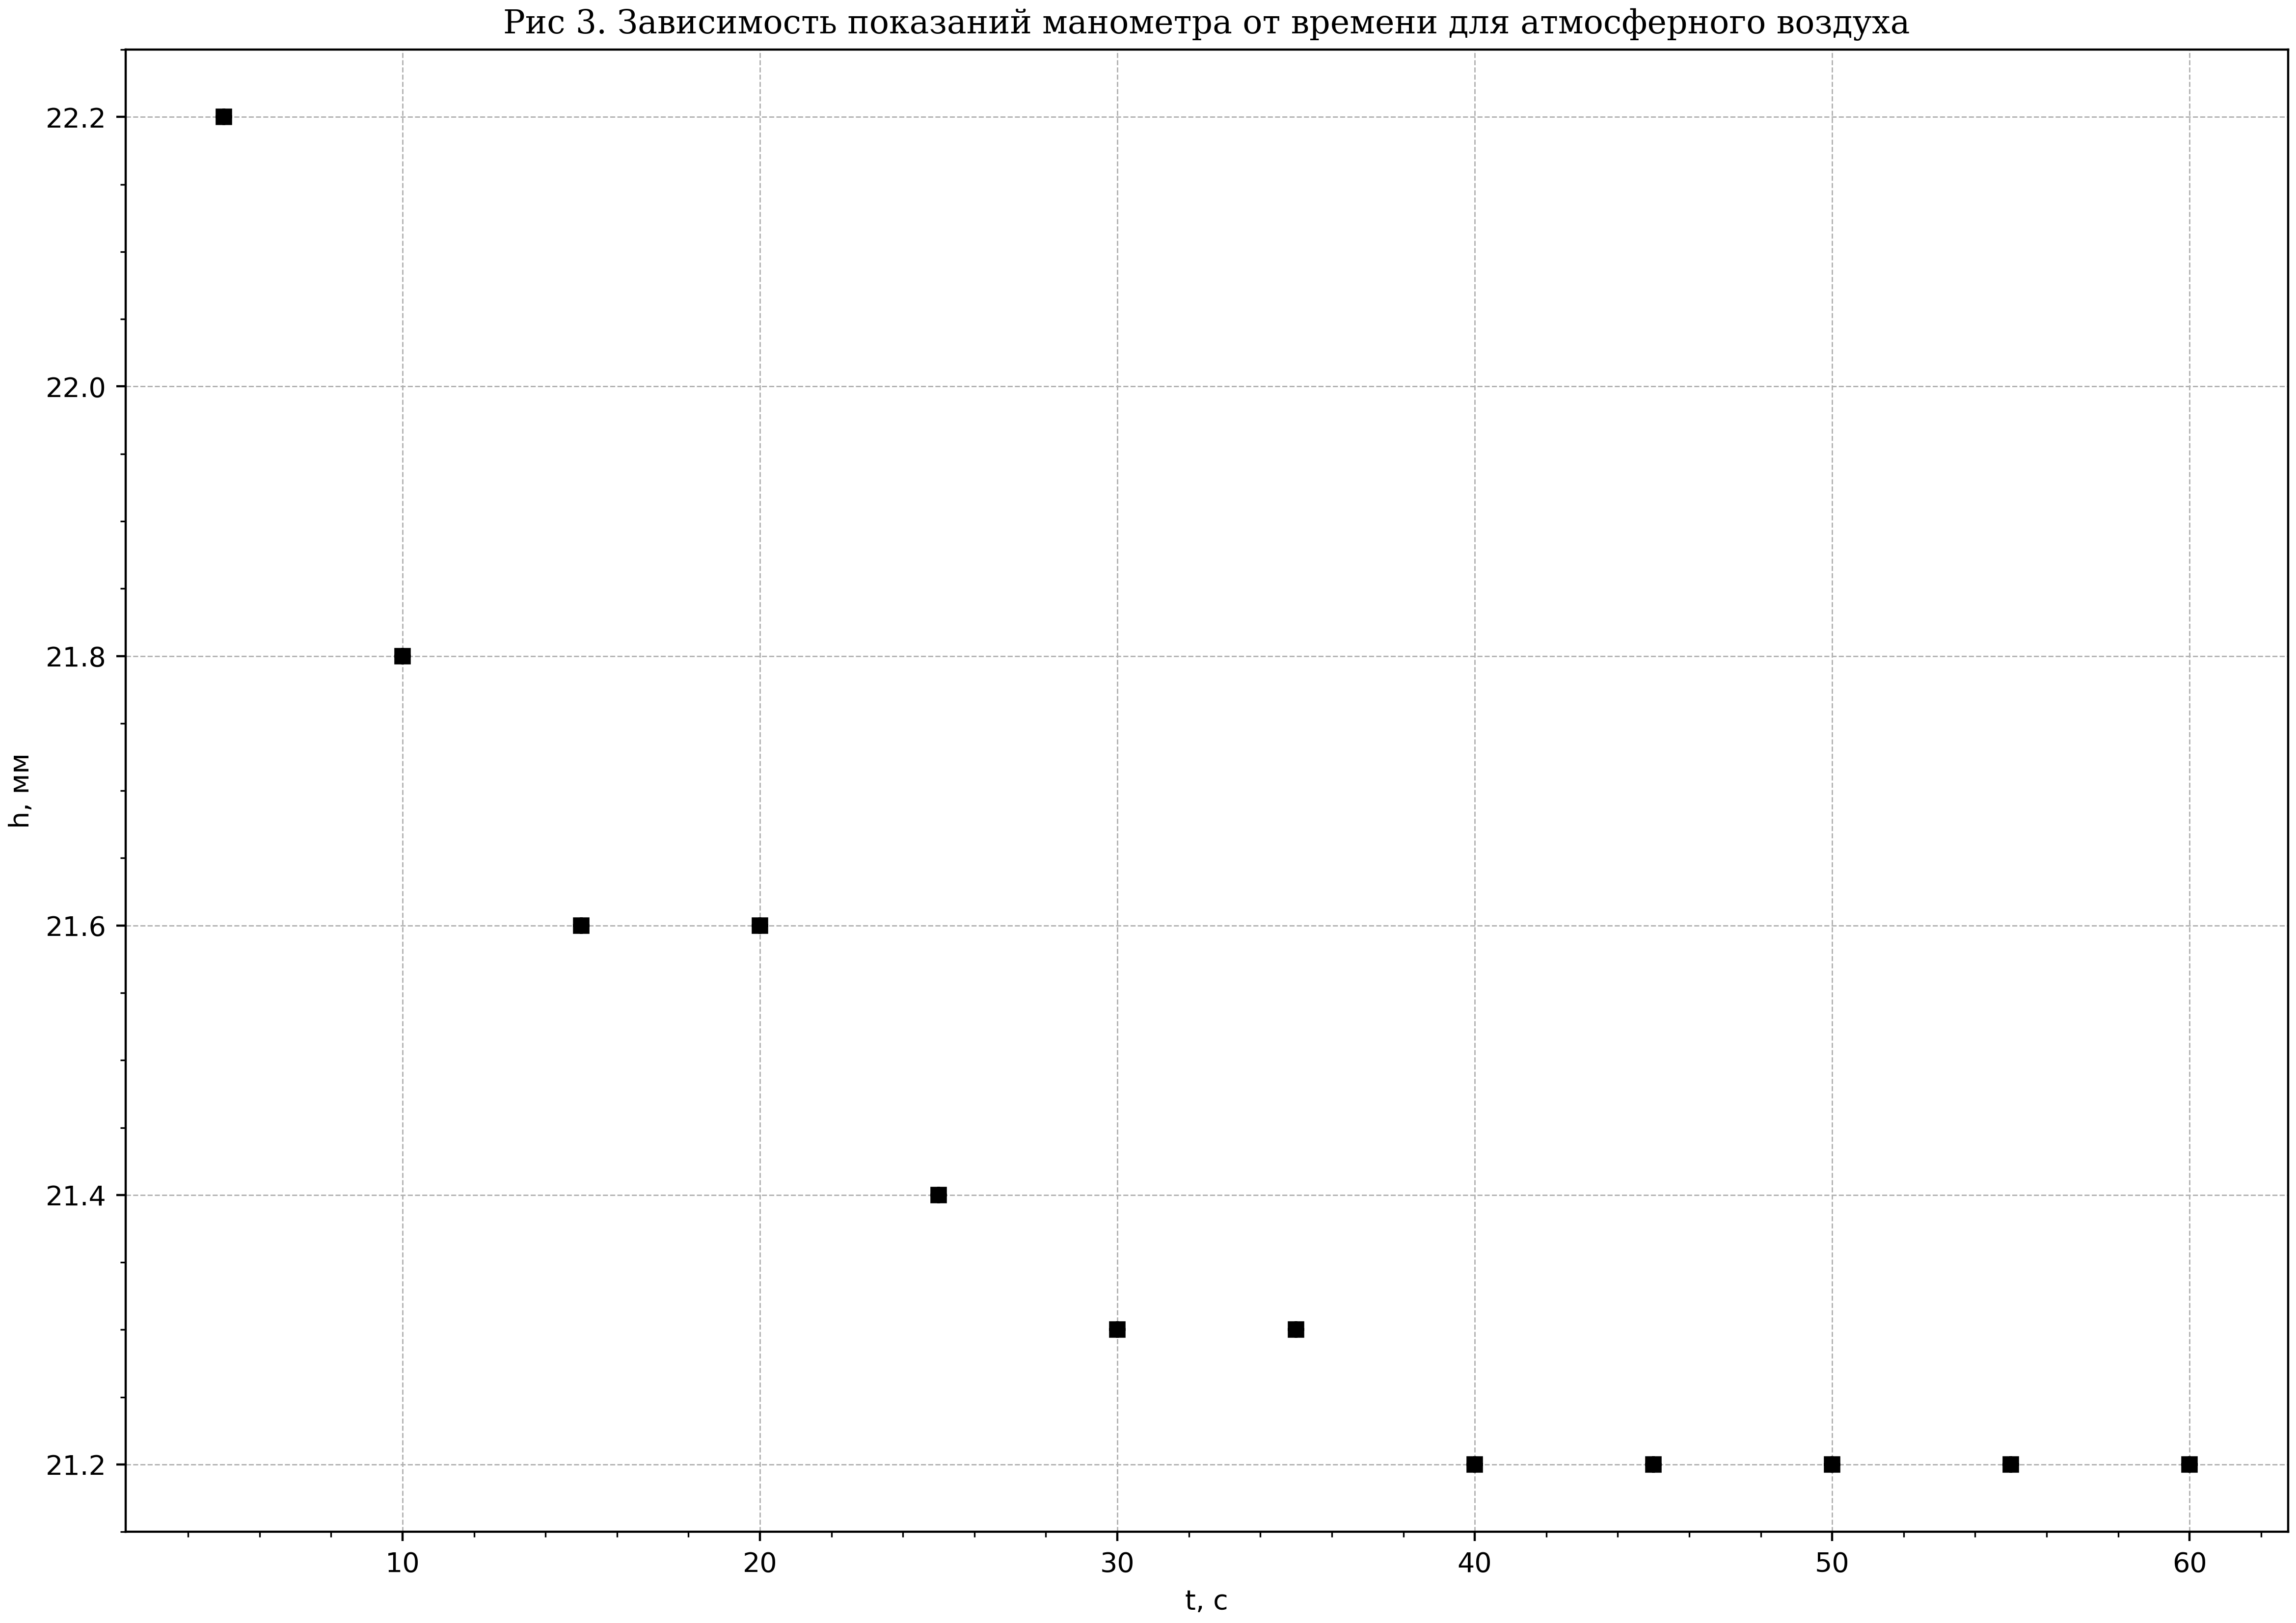 Рис 3. Зависимость показаний манометра от времени для атмосферного воздуха
22.2
22.0
21.8
21.6
21.4
21.2
h, мм
10 20 30 40 50 60
t, с